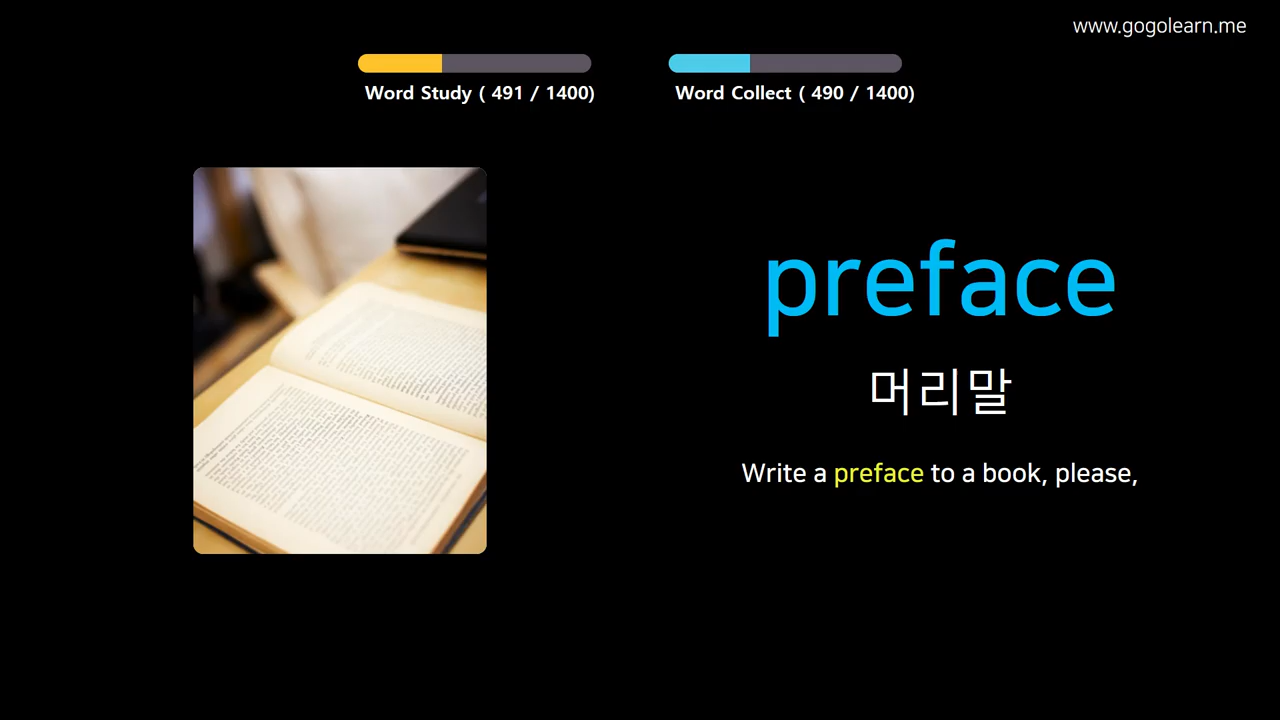 www.gogolearn.me
Word Study ( 491 / 1400)
Word Collect ( 490 / 1400)
preface
머리말
Write a preface to a book, please,